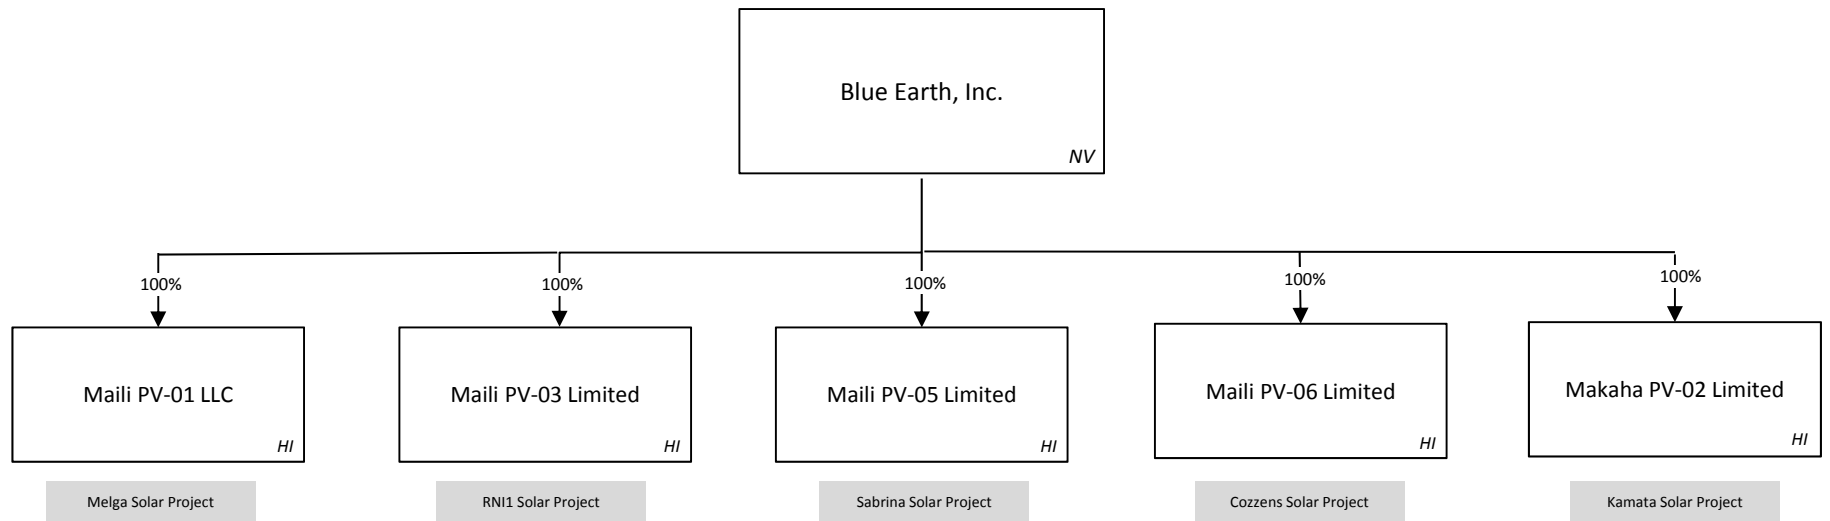 Blue Earth, Inc.
NV
100%
100%
100%
100%
100%
Maili PV-01 LLC
HI
Maili PV-03 Limited
HI
Maili PV-05 Limited
HI
Maili PV-06 Limited
HI
Makaha PV-02 Limited
HI
Melga Solar Project
RNI1 Solar Project
Sabrina Solar Project
Cozzens Solar Project
Kamata Solar Project